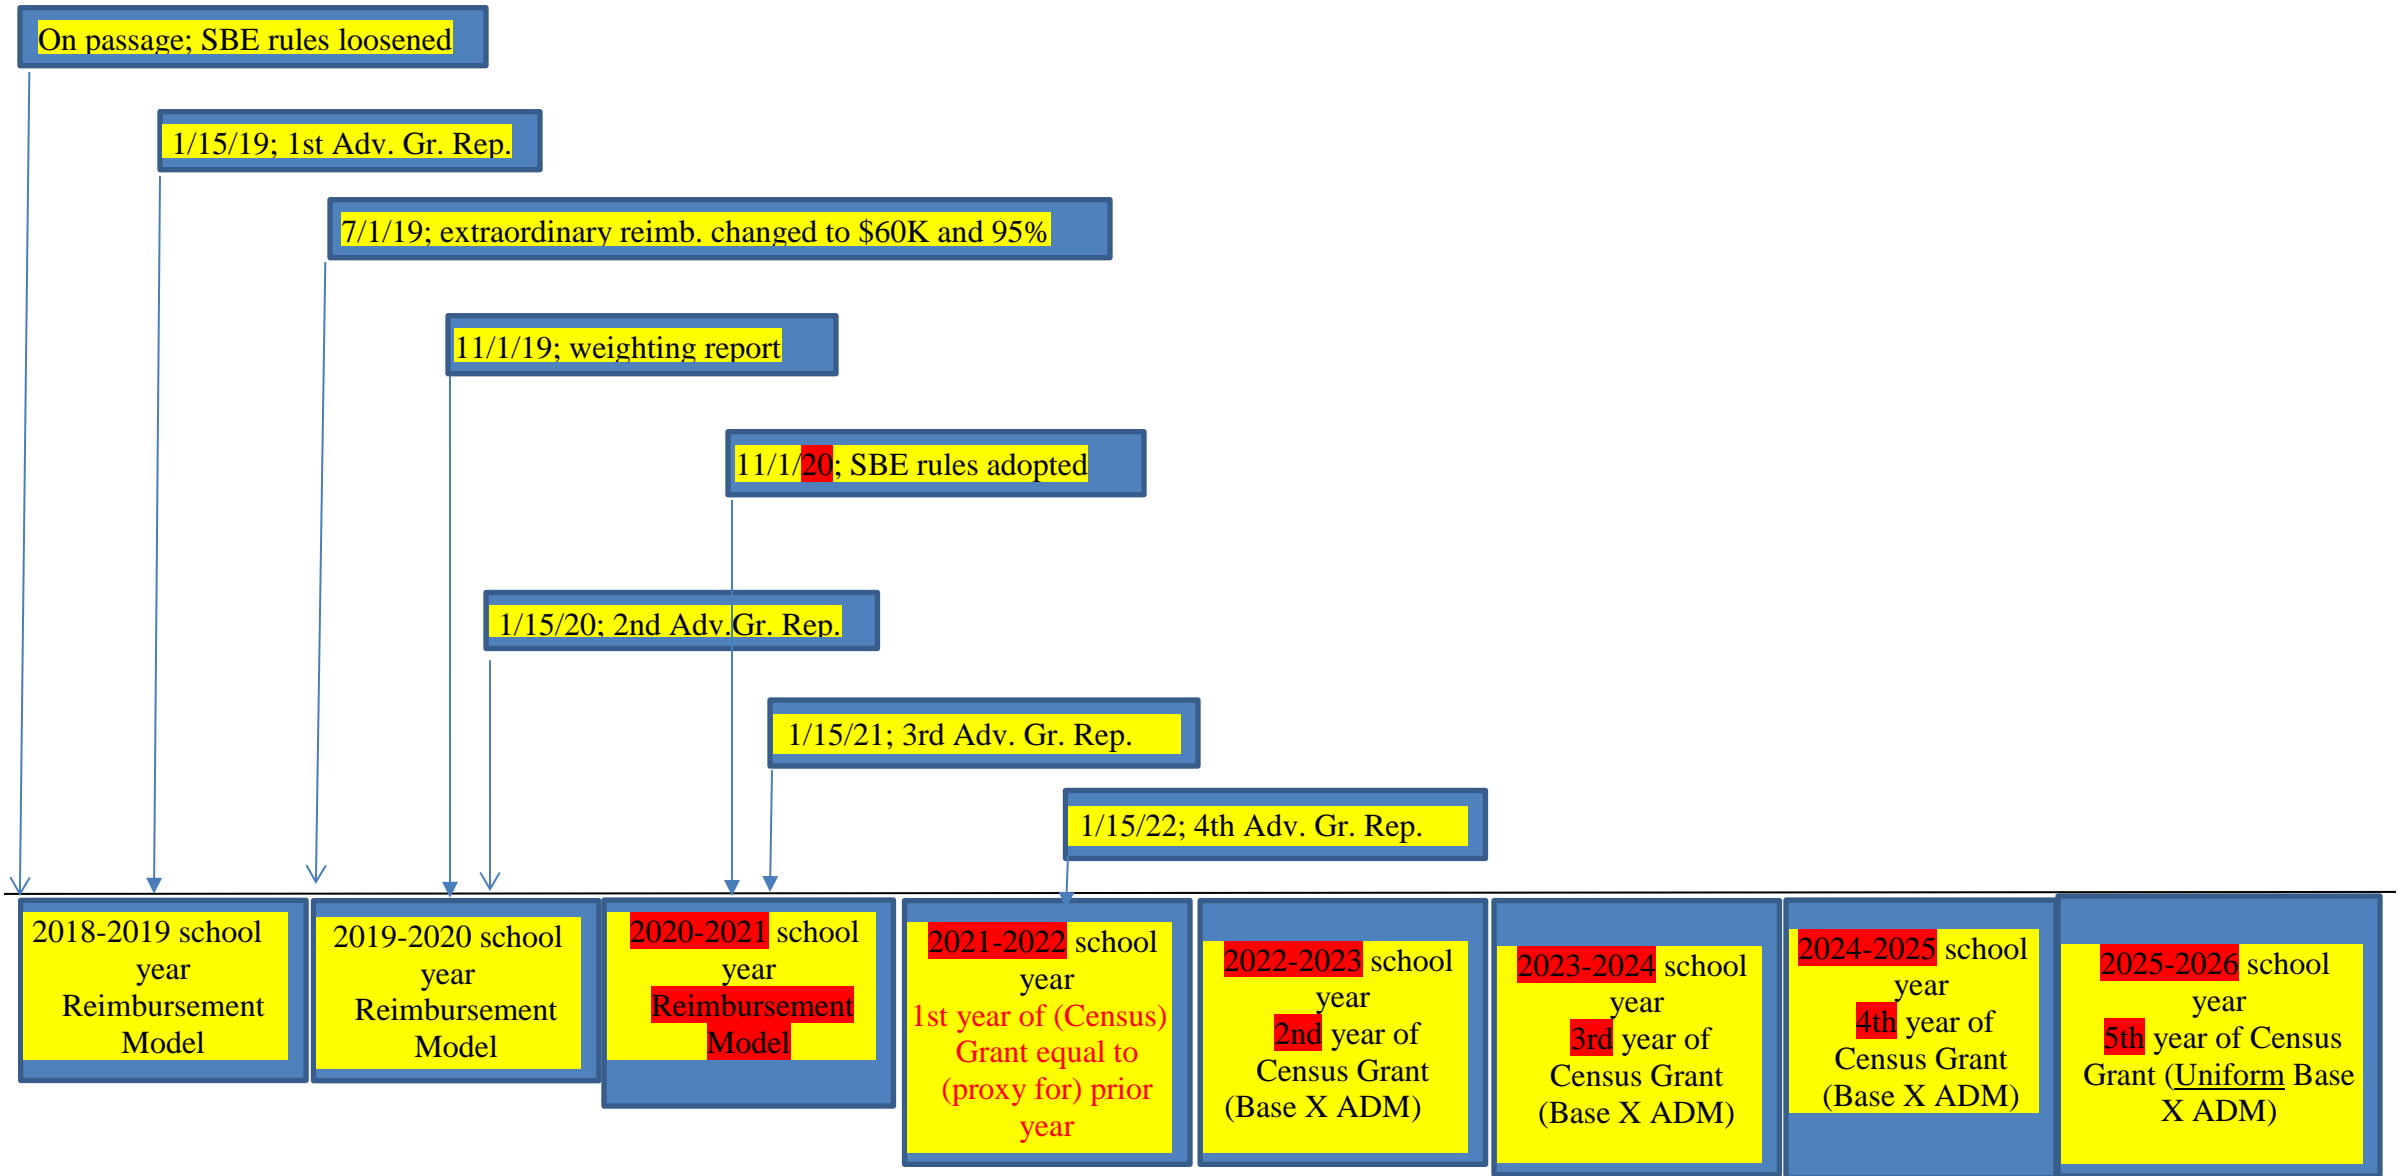 On passage; SBE rules loosened
1/15/19; 1st Adv. Gr. Rep.
7/1/19; extraordinary reimb. changed to $60K and 95%
11/1/19; weighting report
11/1/20; SBE rules adopted
1/15/20; 2nd Adv.Gr. Rep.
1/15/21; 3rd Adv. Gr. Rep.
1/15/22; 4th Adv. Gr. Rep.
2018-2019 school
year
Reimbursement
Model
2019-2020 school
year
Reimbursement
Model
2020-2021 school
year
Reimbursement
Model
2021-2022 school
year
1st year of (Census)
Grant equal to
(proxy for) prior
year
2022-2023 school
year
2nd year of
Census Grant
(Base X ADM)
2023-2024 school
year
3rd year of
Census Grant
(Base X ADM)
2024-2025 school
year
4th year of
Census Grant
(Base X ADM)
2025-2026 school
year
5th year of Census
Grant (Uniform Base
X ADM)